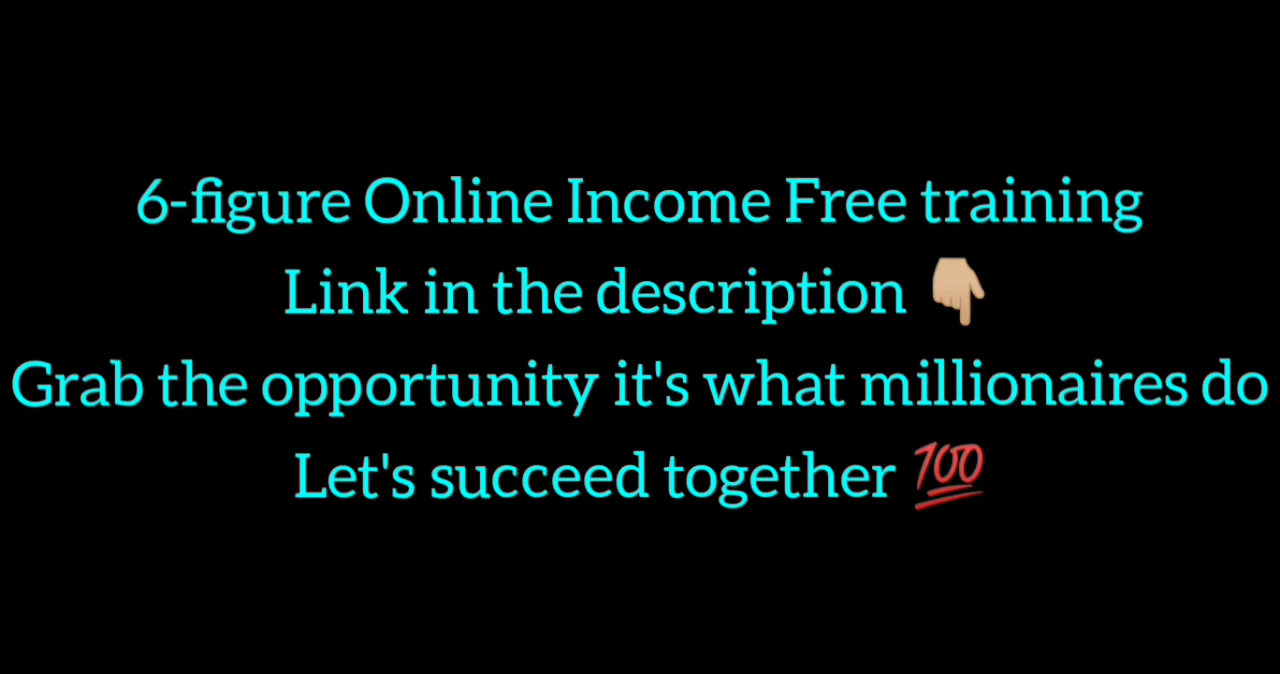 6-figure Online Income Free training
Link in the description 👇🏼
Grab the opportunity it's what millionaires do
Let's succeed together 💯